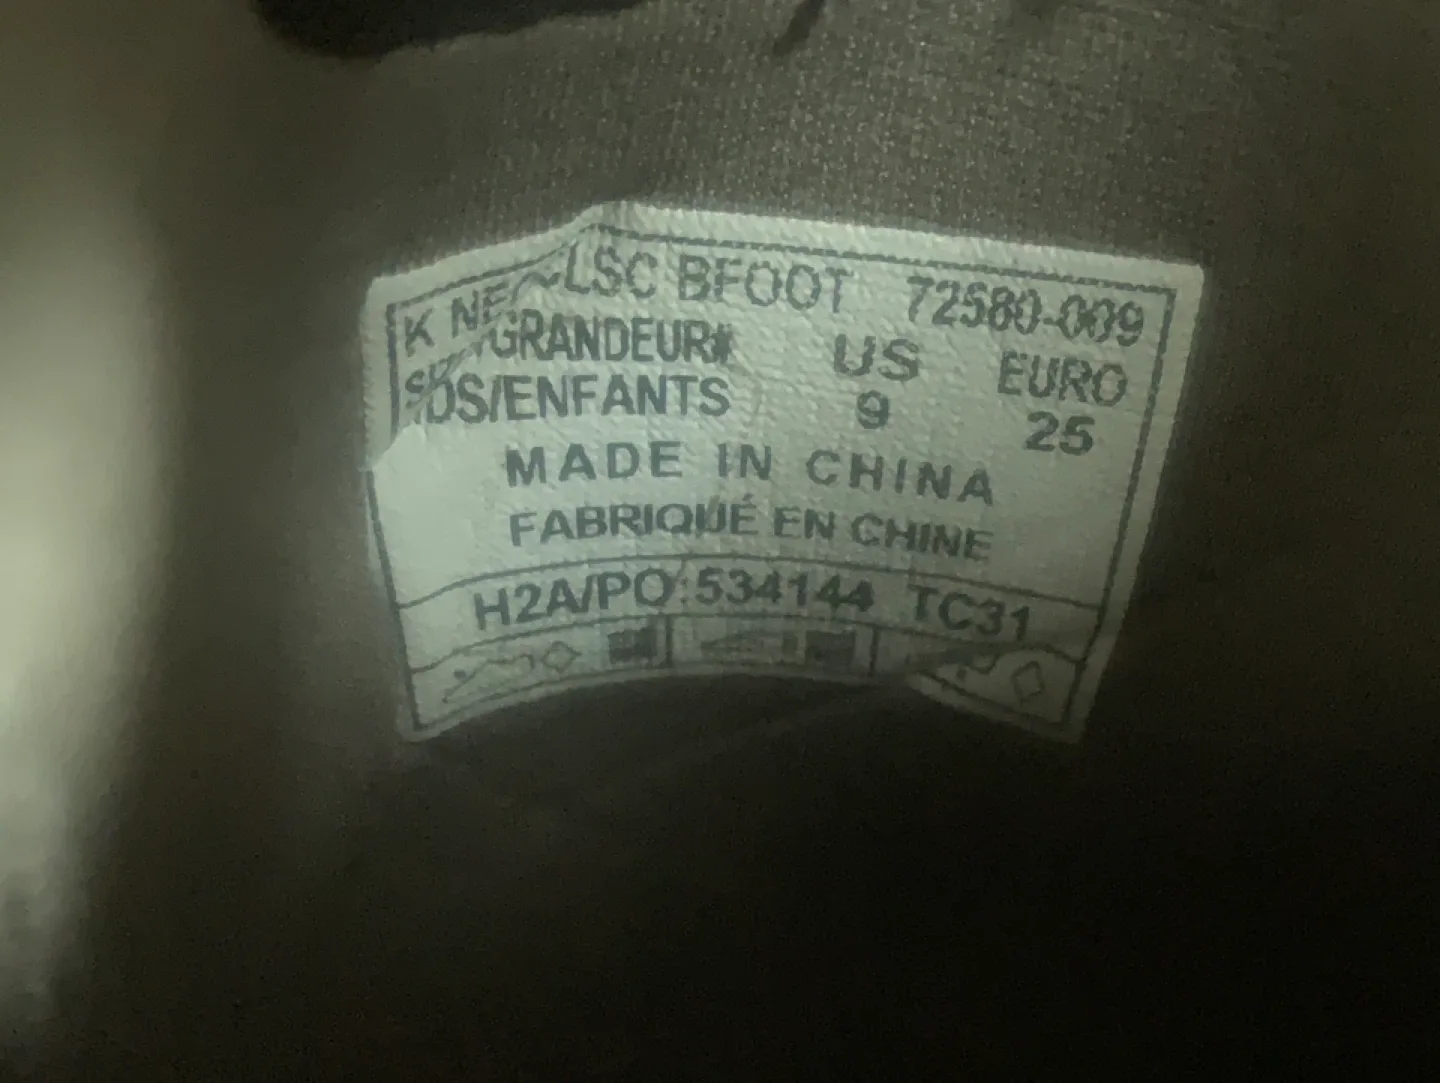 K NE LSC BFOOT 72580-009
/GRANDEUR# US EURO
DS/ENFANTS 9 25
MADE IN CHINA
FABRIQUÉ EN CHINE
H2A/PO:534144 TC31